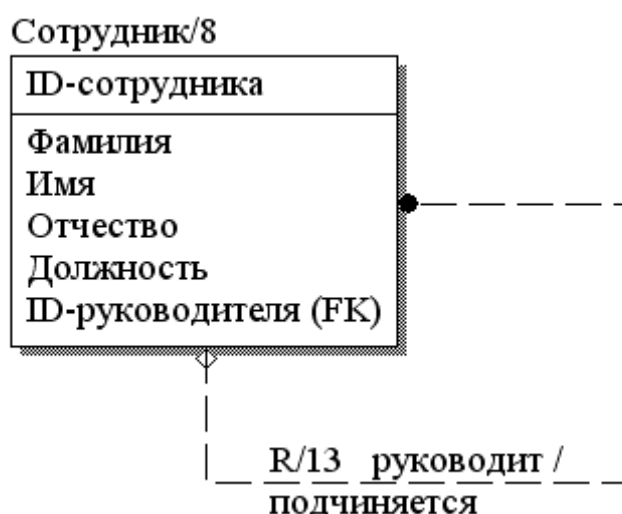 Сотрудник/8
ID-сотрудника
Фамилия
Имя
Отчество
Должность
ID-руководителя (FK)
R/13 руководит /
подчиняется